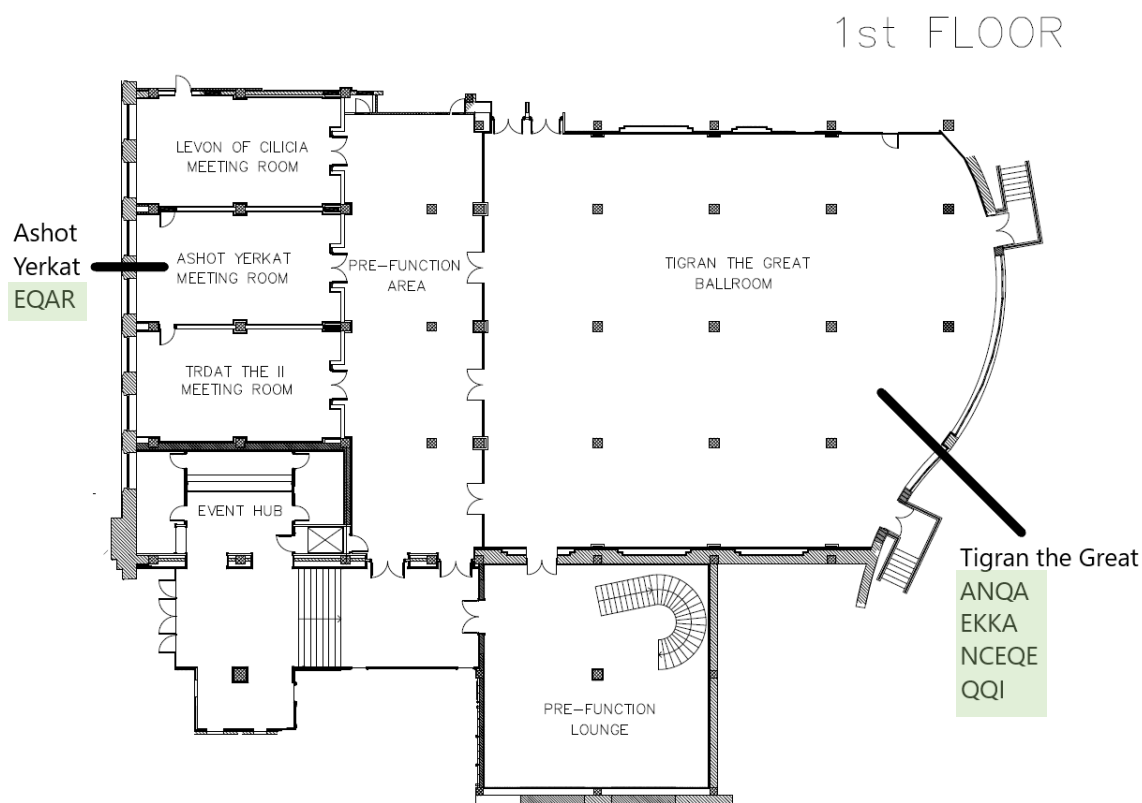 1st FLOOR
LEVON OF CILICIA
MEETING ROOM
Ashot
Yerkat
EQAR
ASHOT YERKAT
MEETING ROOM
PRE-FUNCTION
AREA
TIGRAN THE GREAT
BALLROOM
TRDAT THE II
MEETING ROOM
EVENT HUB
Tigran the Great
ANQA
EKKA
NCEQE
QQI
PRE-FUNCTION
LOUNGE